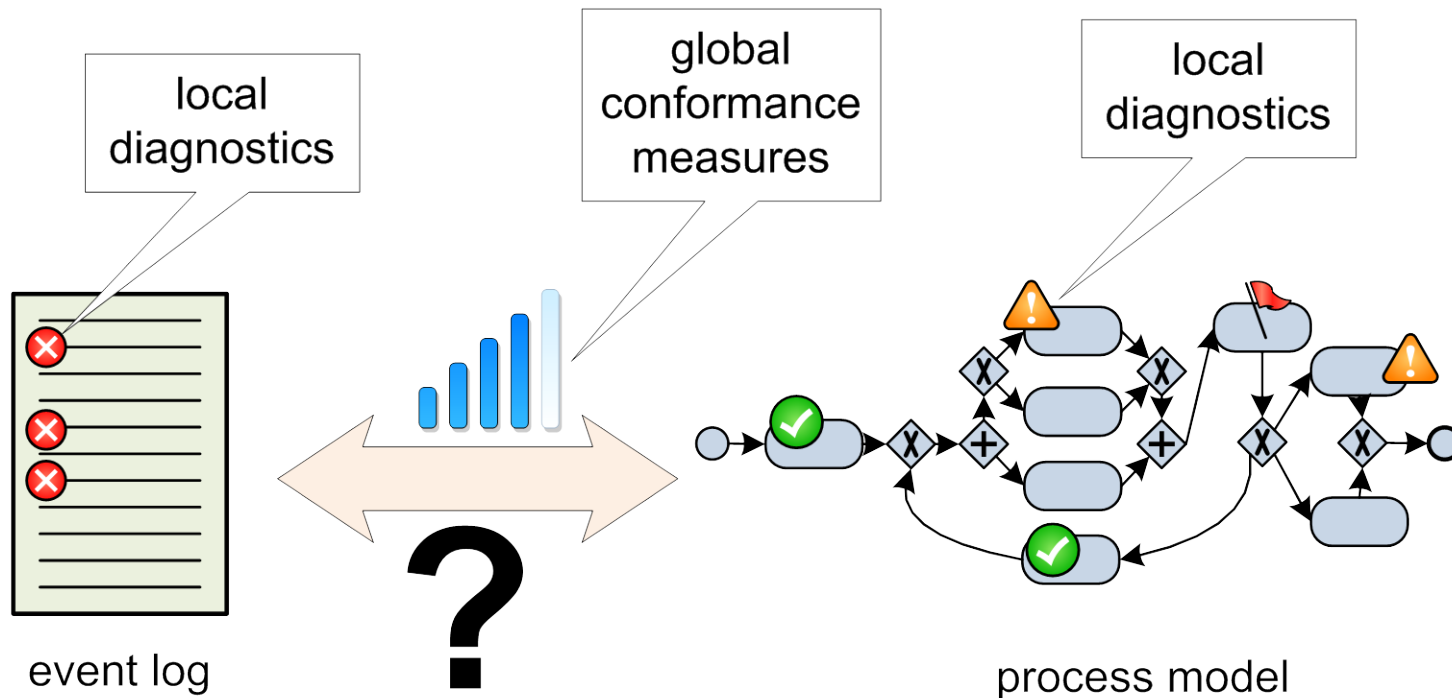 local
diagnostics
global
conformance
measures
local
diagnostics
?
event log
process model